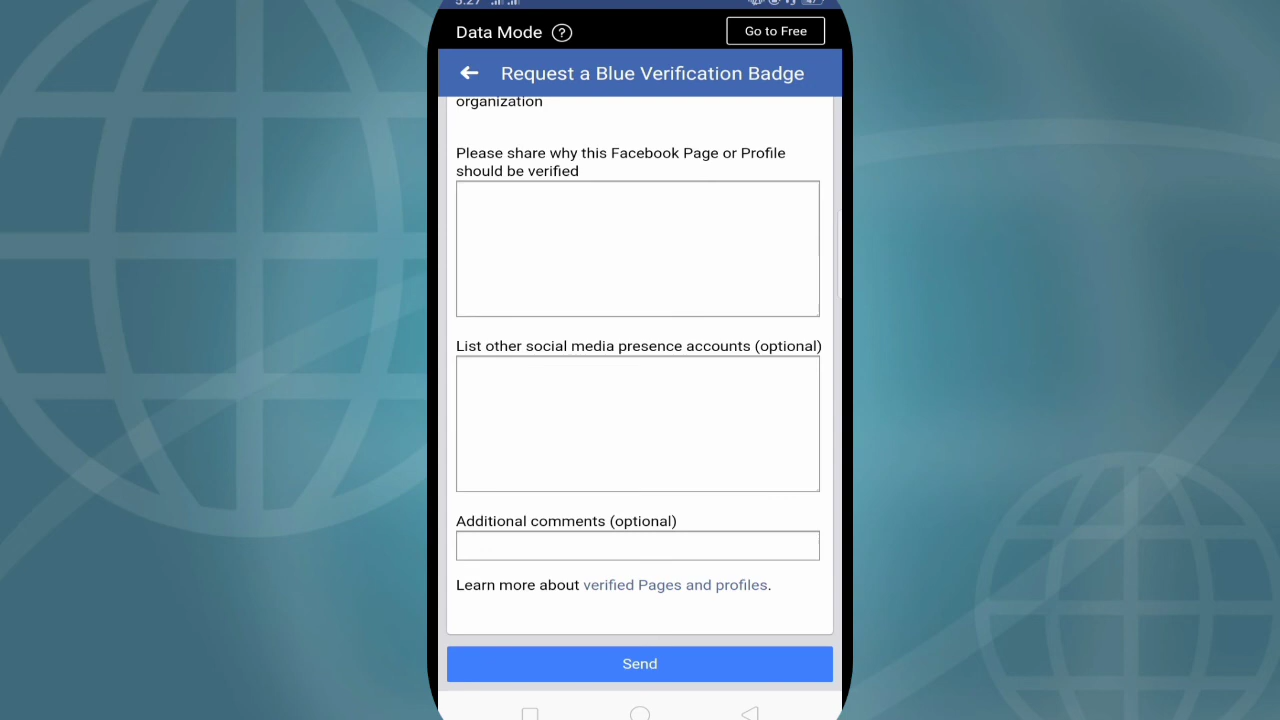 5:27
Data Mode ?
Go to Free
Request a Blue Verification Badge
organization
Please share why this Facebook Page or Profile
should be verified
List other social media presence accounts (optional)
Additional comments (optional)
Learn more about verified Pages and profiles.
Send